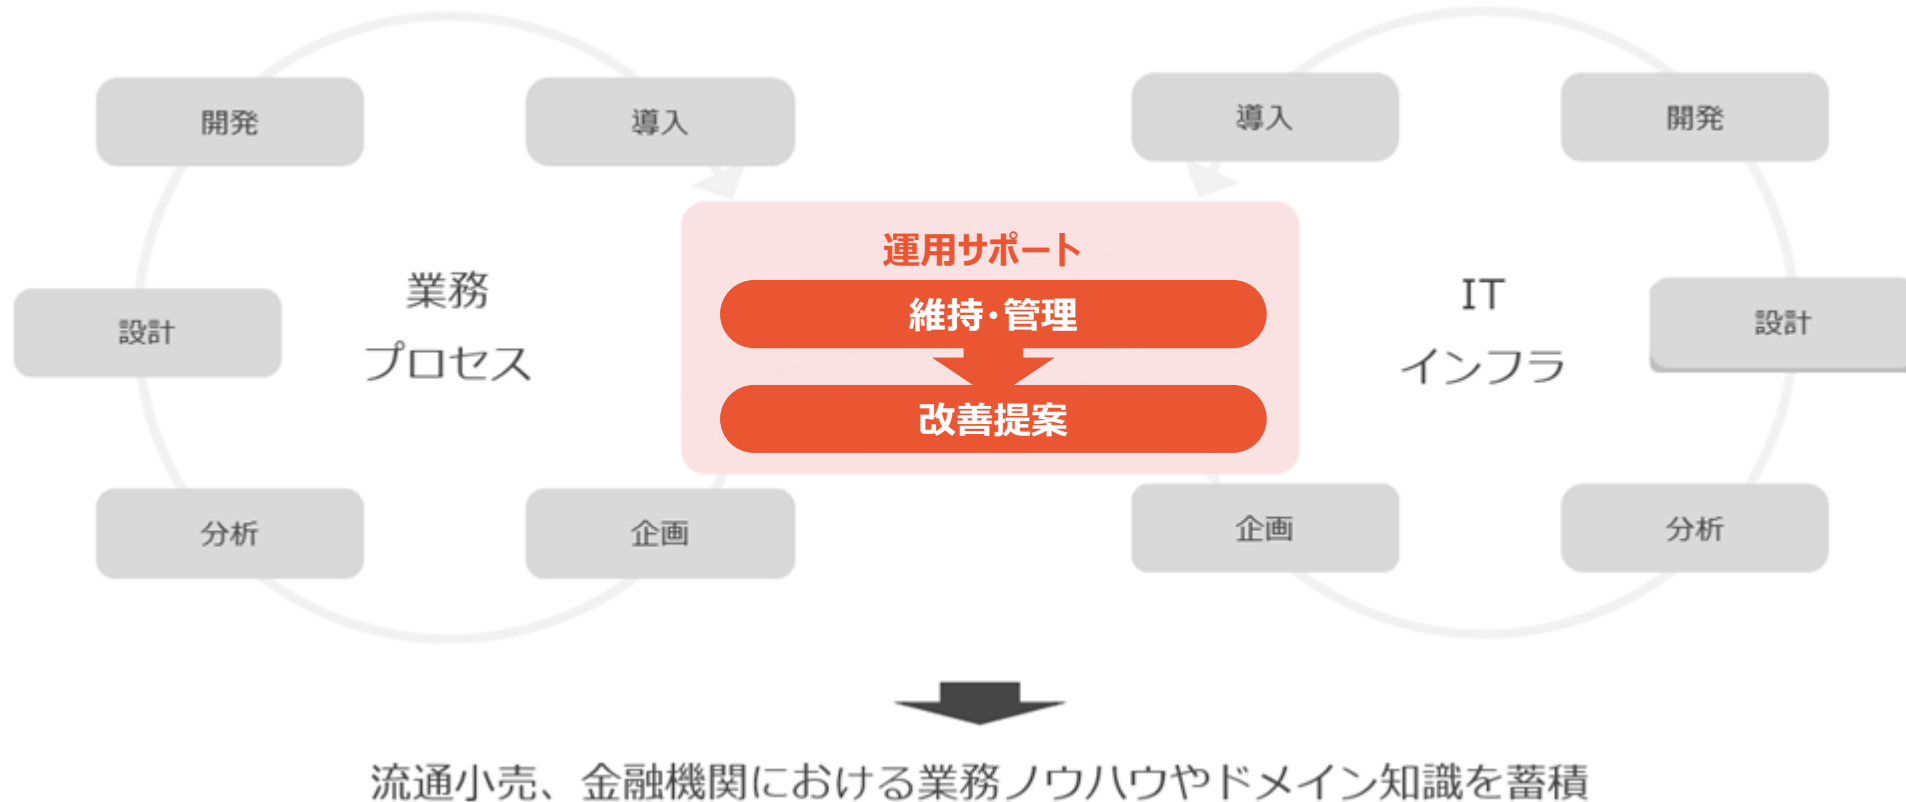 開発
導入
導入
開発
運用サポート
維持・管理
改善提案
業務
プロセス
IT
インフラ
設計
設計
分析
企画
企画
分析
流通小売、金融機関における業務ノウハウやドメイン知識を蓄積